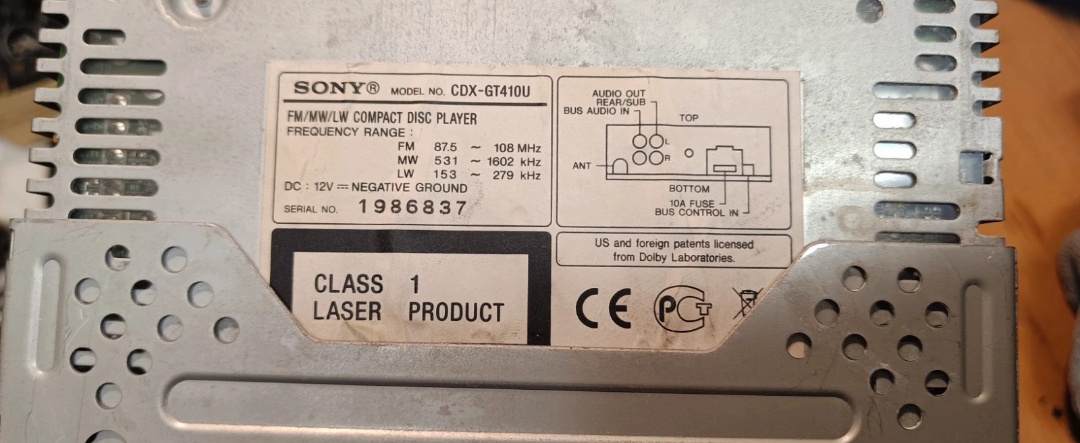 SONY® MODEL NO. CDX-GT410U
FM/MW/LW COMPACT DISC PLAYER
FREQUENCY RANGE :
FM 87.5 ~ 108 MHz
MW 531 ~ 1602 kHz
LW 153 ~ 279 kHz
DC : 12V ⎓ NEGATIVE GROUND
SERIAL NO. 1986837
AUDIO OUT
REAR/SUB
BUS AUDIO IN
TOP
L
R
ANT
BOTTOM
10A FUSE
BUS CONTROL IN
US and foreign patents licensed
from Dolby Laboratories.
CLASS 1
LASER PRODUCT
CE PCT